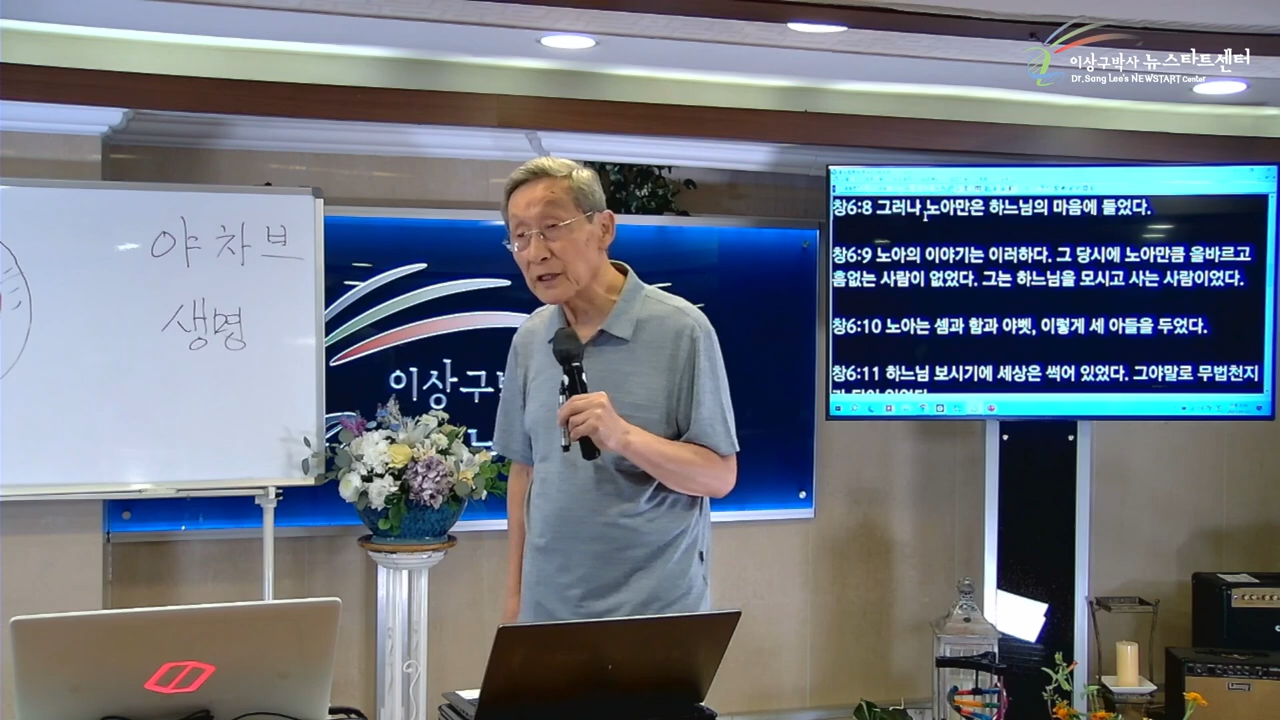 이상구박사 뉴스타트센터
Dr. Sang Lee's NEWSTART Center
야차브
생명
이상구
창6:8 그러나 노아만은 하느님의 마음에 들었다.
창6:9 노아의 이야기는 이러하다. 그 당시에 노아만큼 올바르고
흠없는 사람이 없었다. 그는 하느님을 모시고 사는 사람이었다.
창6:10 노아는 셈과 함과 야벳, 이렇게 세 아들을 두었다.
창6:11 하느님 보시기에 세상은 썩어 있었다. 그야말로 무법천지
Laney